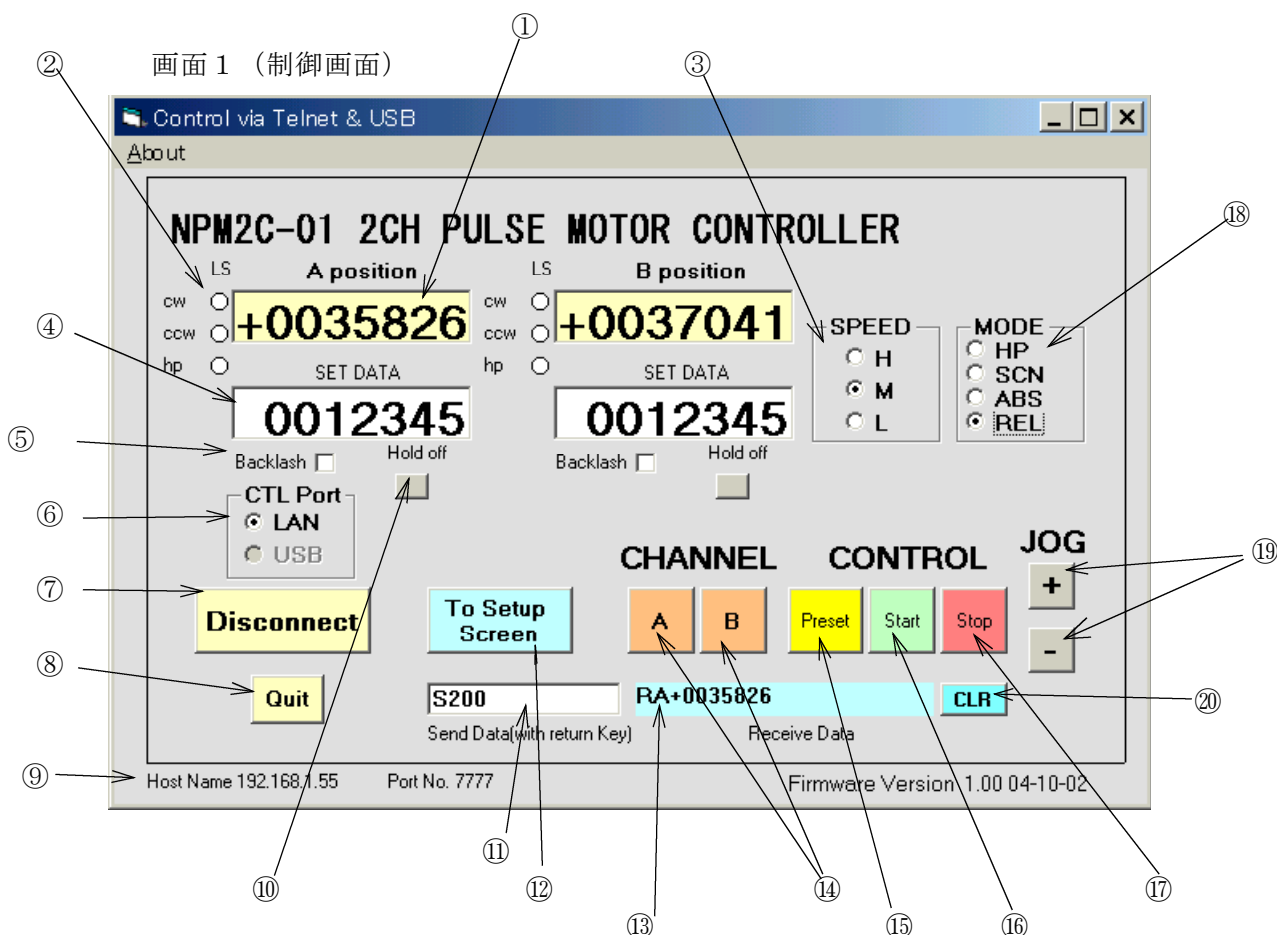 ①
② 画面１（制御画面） ③
Control via Telnet & USB
About
NPM2C-01 2CH PULSE MOTOR CONTROLLER
⑱
LS A position LS B position
cw +0035826 cw +0037041
ccw ccw
hp hp
④
SET DATA SET DATA
0012345 0012345
SPEED
H
M
L
MODE
HP
SCN
ABS
REL
⑤ Backlash Hold off Backlash Hold off
⑥ CTL Port
LAN
USB
CHANNEL CONTROL JOG
⑲
+
-
⑦ Disconnect To Setup Screen A B Preset Start Stop
⑧ Quit S200 RA+0035826 CLR ⑳
Send Data(with return Key) Receive Data
⑨ Host Name 192.168.1.55 Port No. 7777 Firmware Version 1.00 04-10-02
⑩ ⑪ ⑫ ⑬ ⑭ ⑮ ⑯ ⑰